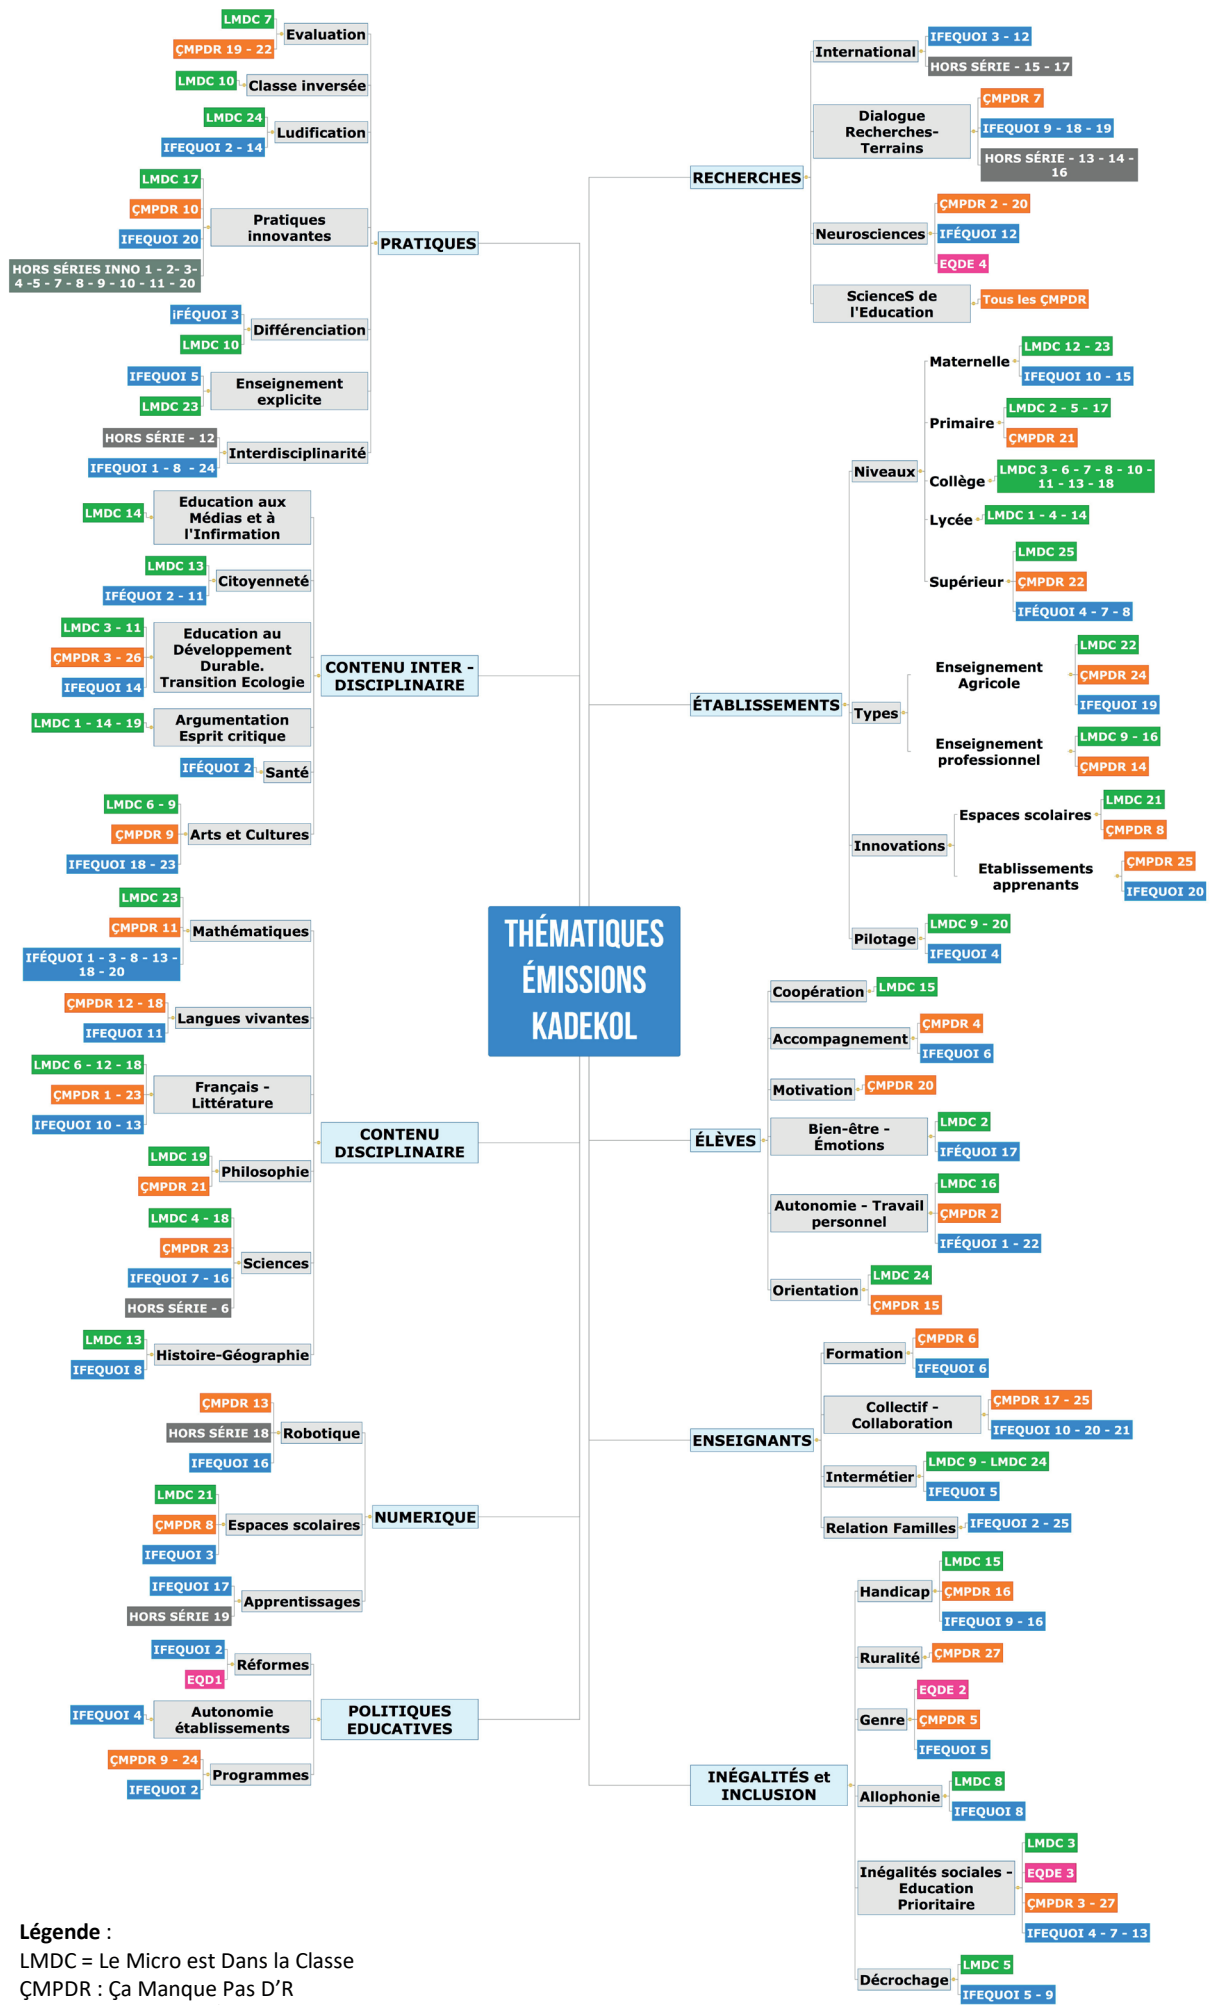 THÉMATIQUES
ÉMISSIONS
KADEKOL
PRATIQUES
Evaluation
LMDC 7
ÇMPDR 19 - 22
Classe inversée
LMDC 10
Ludification
LMDC 24
IFEQUOI 2 - 14
Pratiques
innovantes
LMDC 17
ÇMPDR 10
IFEQUOI 20
HORS SÉRIES INNO 1 - 2- 3-
4 -5 - 7 - 8 - 9 - 10 - 11 - 20
Différenciation
iFÉQUOI 3
LMDC 10
Enseignement
explicite
IFEQUOI 5
LMDC 23
Interdisciplinarité
HORS SÉRIE - 12
IFEQUOI 1 - 8  - 24
CONTENU INTER -
DISCIPLINAIRE
Education aux
Médias et à
l'Infirmation
LMDC 14
Citoyenneté
LMDC 13
IFÉQUOI 2 - 11
Education au
Développement
Durable.
Transition Ecologie
LMDC 3 - 11
ÇMPDR 3 - 26
IFEQUOI 14
Argumentation
Esprit critique
LMDC 1 - 14 - 19
Santé
IFÉQUOI 2
Arts et Cultures
LMDC 6 - 9
ÇMPDR 9
IFEQUOI 18 - 23
CONTENU
DISCIPLINAIRE
Mathématiques
LMDC 23
ÇMPDR 11
IFÉQUOI 1 - 3 - 8 - 13 -
18 - 20
Langues vivantes
ÇMPDR 12 - 18
IFEQUOI 11
Français -
Littérature
LMDC 6 - 12 - 18
ÇMPDR 1 - 23
IFEQUOI 10 - 13
Philosophie
LMDC 19
ÇMPDR 21
Sciences
LMDC 4 - 18
ÇMPDR 23
IFEQUOI 7 - 16
HORS SÉRIE - 6
Histoire-Géographie
LMDC 13
IFEQUOI 8
NUMERIQUE
Robotique
ÇMPDR 13
HORS SÉRIE 18
IFEQUOI 16
Espaces scolaires
LMDC 21
ÇMPDR 8
IFEQUOI 3
Apprentissages
IFEQUOI 17
HORS SÉRIE 19
POLITIQUES
EDUCATIVES
Réformes
IFEQUOI 2
EQD1
Autonomie
établissements
IFEQUOI 4
Programmes
ÇMPDR 9 - 24
IFEQUOI 2
RECHERCHES
International
IFEQUOI 3 - 12
HORS SÉRIE - 15 - 17
Dialogue
Recherches-
Terrains
ÇMPDR 7
IFEQUOI 9 - 18 - 19
HORS SÉRIE - 13 - 14 -
16
Neurosciences
ÇMPDR 2 - 20
IFÉQUOI 12
EQDE 4
ScienceS de
l'Education
Tous les ÇMPDR
ÉTABLISSEMENTS
Niveaux
Maternelle
LMDC 12 - 23
IFEQUOI 10 - 15
Primaire
LMDC 2 - 5 - 17
ÇMPDR 21
Collège
LMDC 3 - 6 - 7 - 8 - 10 -
11 - 13 - 18
Lycée
LMDC 1 - 4 - 14
Supérieur
LMDC 25
ÇMPDR 22
IFÉQUOI 4 - 7 - 8
Types
Enseignement
Agricole
LMDC 22
ÇMPDR 24
IFEQUOI 19
Enseignement
professionnel
LMDC 9 - 16
ÇMPDR 14
Innovations
Espaces scolaires
LMDC 21
ÇMPDR 8
Etablissements
apprenants
ÇMPDR 25
IFEQUOI 20
Pilotage
LMDC 9 - 20
IFEQUOI 4
ÉLÈVES
Coopération
LMDC 15
Accompagnement
ÇMPDR 4
IFEQUOI 6
Motivation
ÇMPDR 20
Bien-être -
Émotions
LMDC 2
IFÉQUOI 17
Autonomie - Travail
personnel
LMDC 16
ÇMPDR 2
IFÉQUOI 1 - 22
Orientation
LMDC 24
ÇMPDR 15
ENSEIGNANTS
Formation
ÇMPDR 6
IFEQUOI 6
Collectif -
Collaboration
ÇMPDR 17 - 25
IFEQUOI 10 - 20 - 21
Intermétier
LMDC 9 - LMDC 24
IFEQUOI 5
Relation Familles
IFEQUOI 2 - 25
INÉGALITÉS et
INCLUSION
Handicap
LMDC 15
ÇMPDR 16
IFEQUOI 9 - 16
Ruralité
ÇMPDR 27
Genre
EQDE 2
ÇMPDR 5
IFEQUOI 5
Allophonie
LMDC 8
IFEQUOI 8
Inégalités sociales -
Education
Prioritaire
LMDC 3
EQDE 3
ÇMPDR 3 - 27
IFEQUOI 4 - 7 - 13
Décrochage
LMDC 5
IFEQUOI 5 - 9
Légende :
LMDC = Le Micro est Dans la Classe
ÇMPDR : Ça Manque Pas D’R